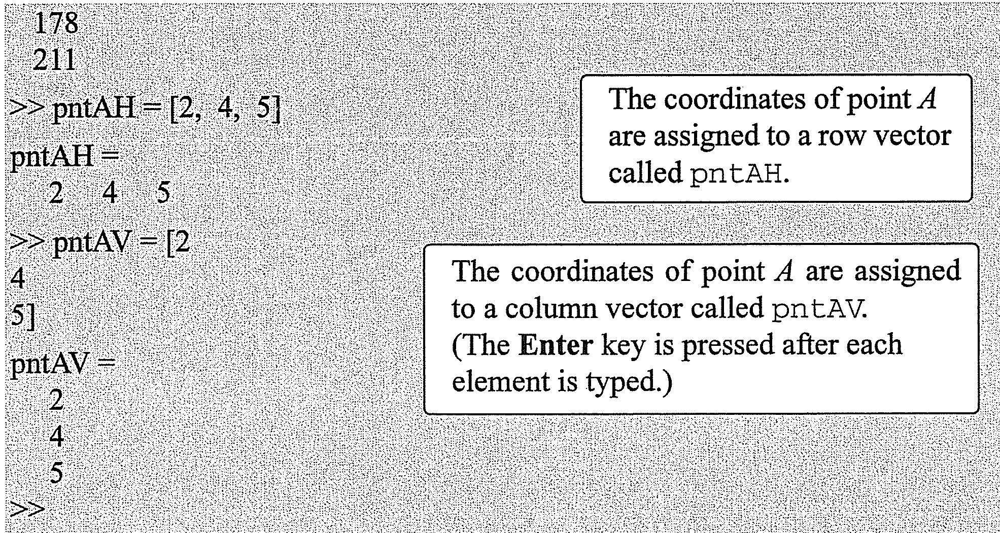 178
211
>> pntAH = [2, 4, 5]
pntAH =
2 4 5
>> pntAV = [2
4
5]
pntAV =
2
4
5
>>
The coordinates of point A
are assigned to a row vector
called pntAH.
The coordinates of point A are assigned
to a column vector called pntAV.
(The Enter key is pressed after each
element is typed.)